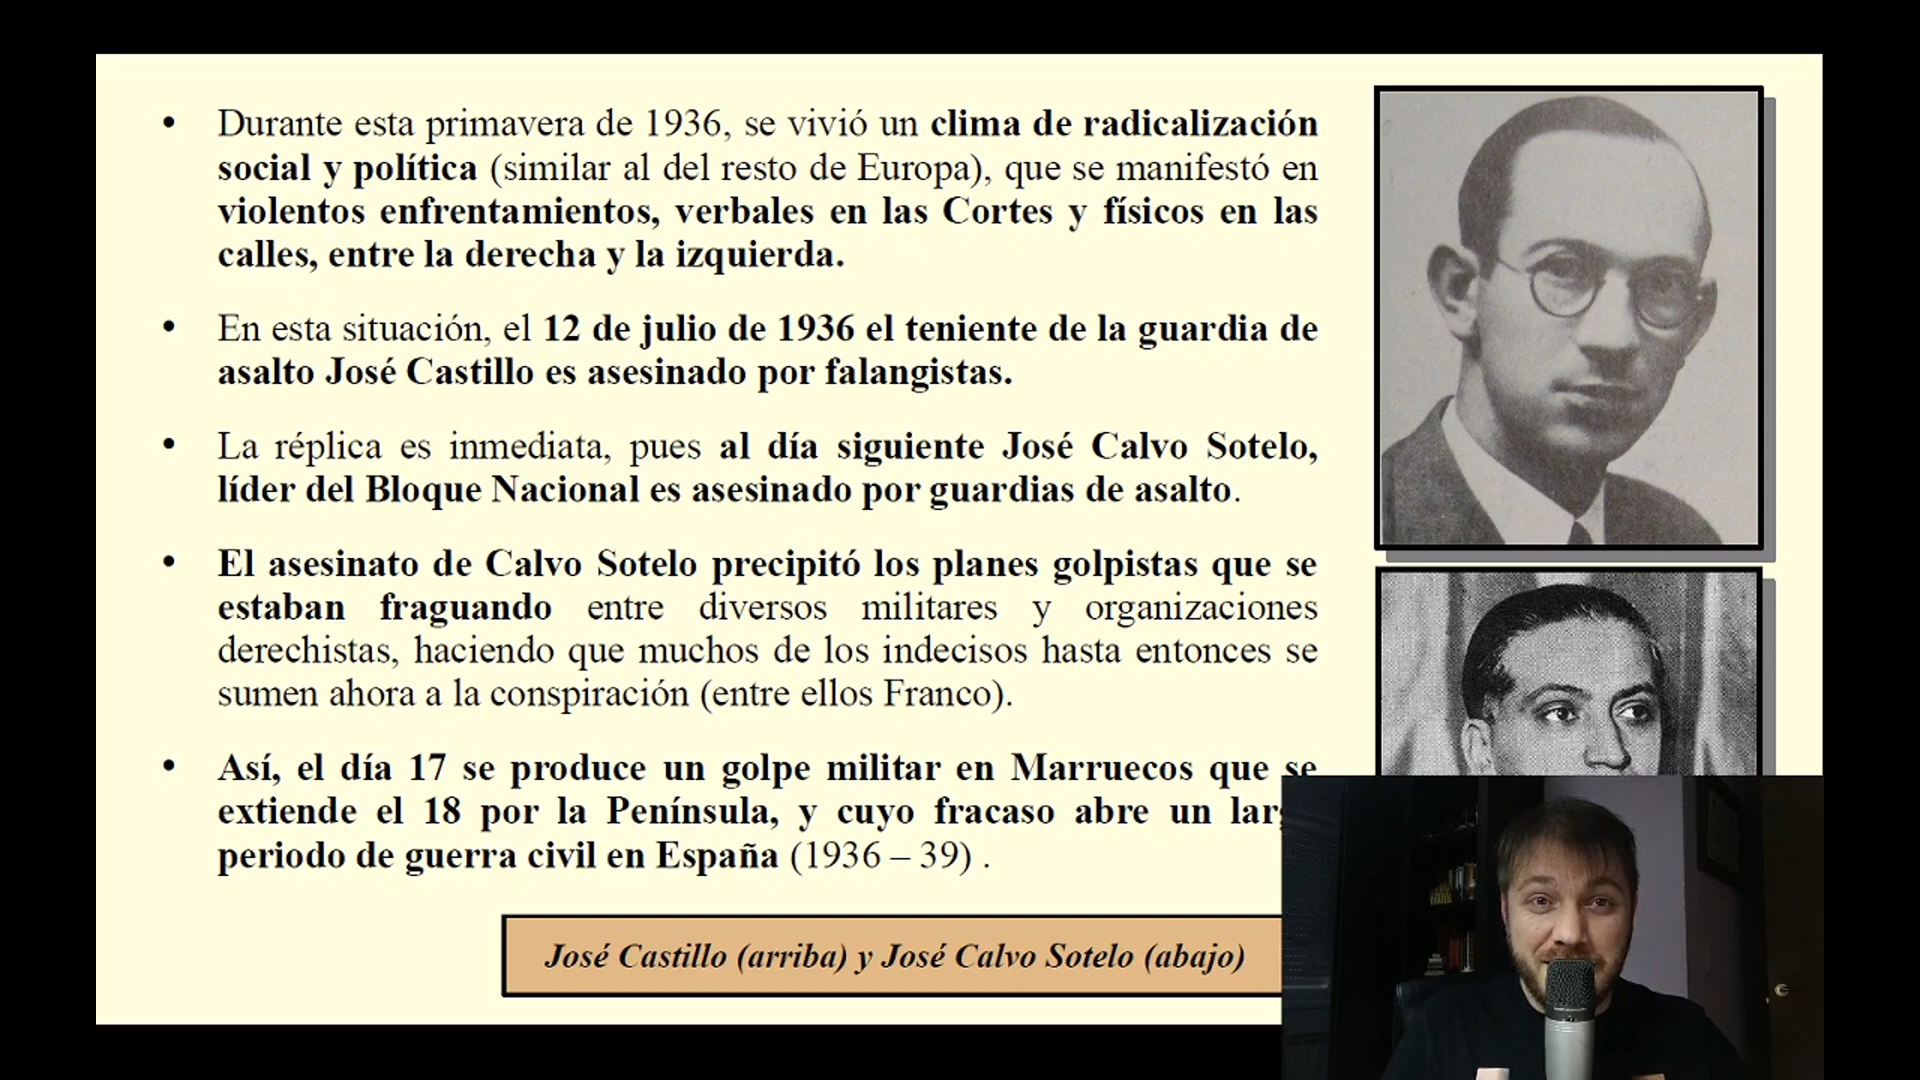 • Durante esta primavera de 1936, se vivió un clima de radicalización
social y política (similar al del resto de Europa), que se manifestó en
violentos enfrentamientos, verbales en las Cortes y físicos en las
calles, entre la derecha y la izquierda.
• En esta situación, el 12 de julio de 1936 el teniente de la guardia de
asalto José Castillo es asesinado por falangistas.
• La réplica es inmediata, pues al día siguiente José Calvo Sotelo,
líder del Bloque Nacional es asesinado por guardias de asalto.
• El asesinato de Calvo Sotelo precipitó los planes golpistas que se
estaban fraguando entre diversos militares y organizaciones
derechistas, haciendo que muchos de los indecisos hasta entonces se
sumen ahora a la conspiración (entre ellos Franco).
• Así, el día 17 se produce un golpe militar en Marruecos que se
extiende el 18 por la Península, y cuyo fracaso abre un
periodo de guerra civil en España (1936 – 39) .
José Castillo (arriba) y José Calvo Sotelo (abajo)